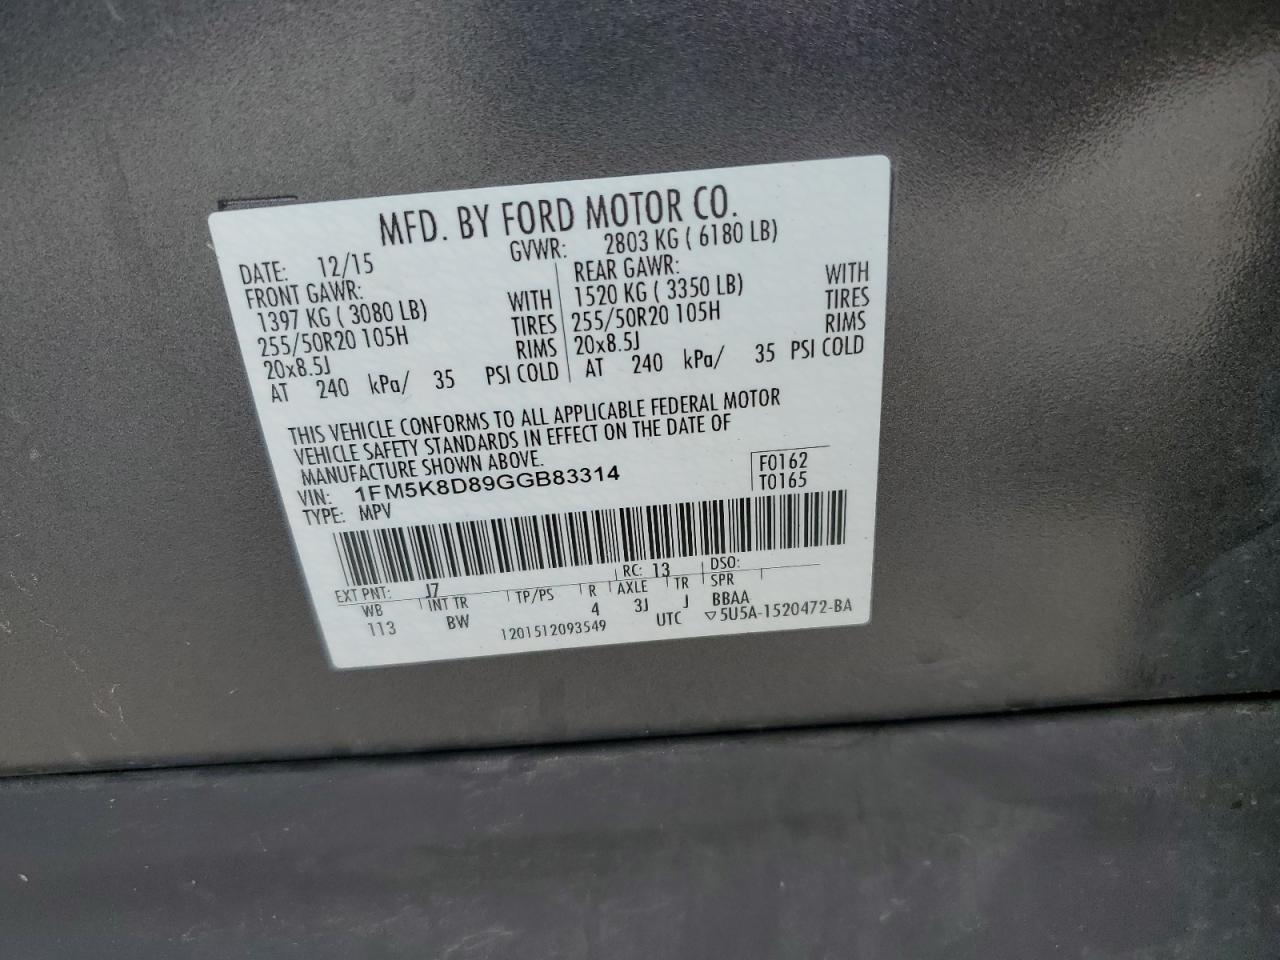 MFD. BY FORD MOTOR CO.
DATE: 12/15
GVWR: 2803 KG ( 6180 LB)
FRONT GAWR:
1397 KG ( 3080 LB) WITH
255/50R20 105H TIRES
20x8.5J RIMS
AT 240 kPa/ 35 PSI COLD
REAR GAWR: WITH
1520 KG ( 3350 LB) TIRES
255/50R20 105H RIMS
20x8.5J
AT 240 kPa/ 35 PSI COLD
THIS VEHICLE CONFORMS TO ALL APPLICABLE FEDERAL MOTOR
VEHICLE SAFETY STANDARDS IN EFFECT ON THE DATE OF
MANUFACTURE SHOWN ABOVE.
VIN: 1FM5K8D89GGB83314
TYPE: MPV
F0162
T0165
EXT PNT: J7 RC: 13 DSO:
WB INT TR TP/PS R AXLE TR SPR
113 BW 4 3J J BBAA
1201512093549 UTC ▽5U5A-1520472-BA